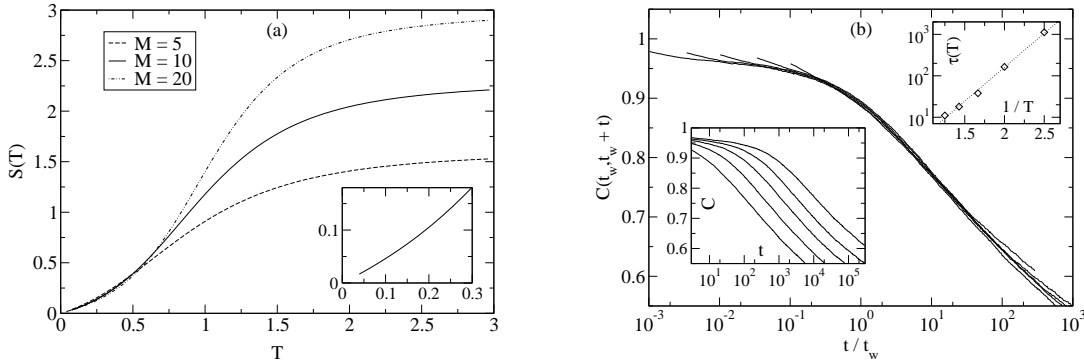 (a)
M = 5
M = 10
M = 20
S(T)
3
2.5
2
1.5
1
0.5
0
0 0.5 1 1.5 2 2.5 3
T
0.1
0
0 0.1 0.2 0.3
(b)
C(t_w,t_w + t)
1
0.9
0.8
0.7
0.6
10^-3 10^-2 10^-1 10^0 10^1 10^2 10^3
t / t_w
τ(T)
10^3
10^2
10^1
1 / T
1.5 2 2.5
C
1
0.9
0.8
0.7
0.6
t
10^1 10^2 10^3 10^4 10^5